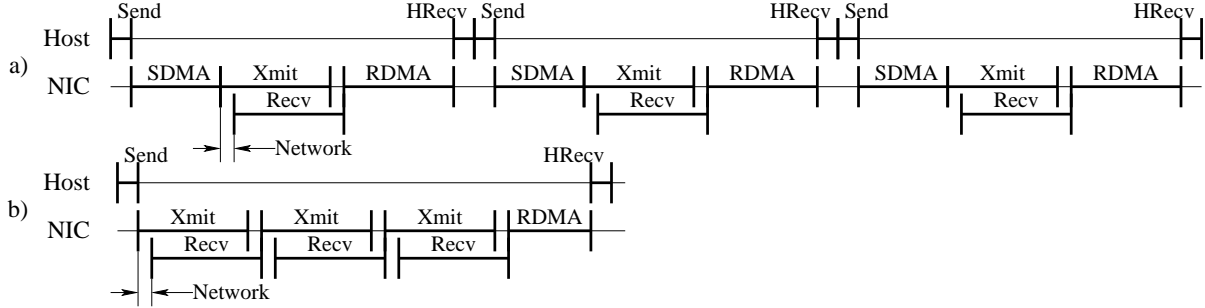 Send HRecv Send HRecv Send HRecv
Host
a)
SDMA Xmit RDMA SDMA Xmit RDMA SDMA Xmit RDMA
NIC
Recv Recv Recv
Network
Send HRecv
Host
b)
Xmit Xmit Xmit RDMA
NIC
Recv Recv Recv
Network